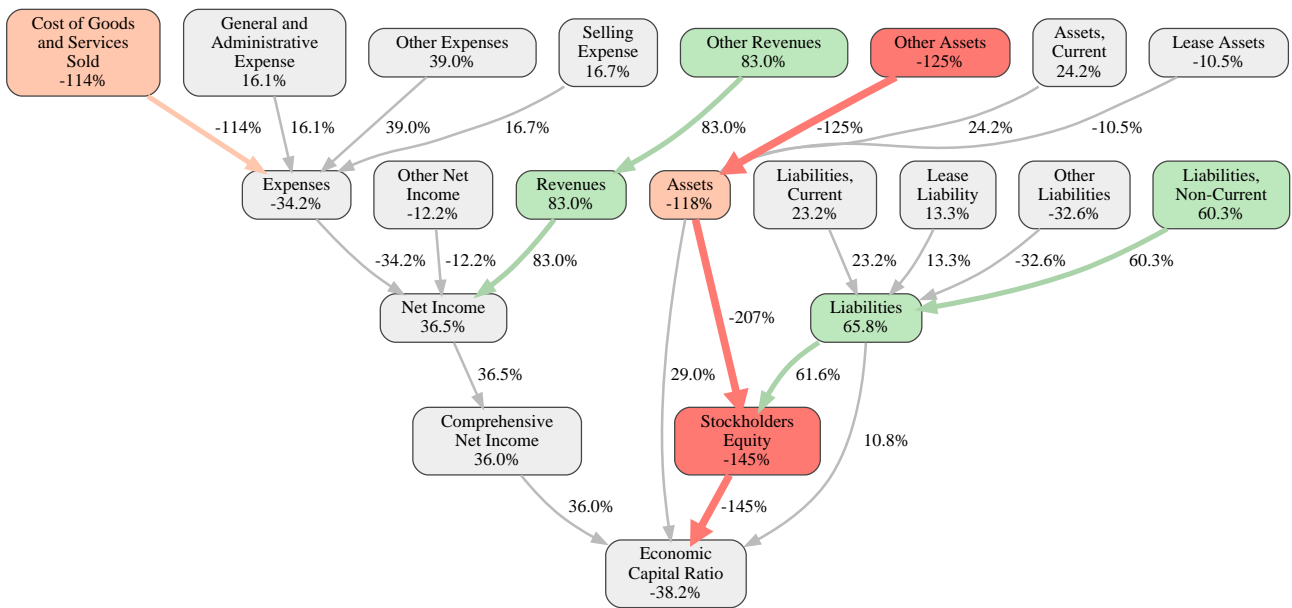 Cost of Goods
and Services
Sold
-114%
General and
Administrative
Expense
16.1%
Other Expenses
39.0%
Selling
Expense
16.7%
Other Revenues
83.0%
Other Assets
-125%
Assets,
Current
24.2%
Lease Assets
-10.5%
-114%
16.1%
39.0%
16.7%
83.0%
-125%
24.2%
-10.5%
Expenses
-34.2%
Other Net
Income
-12.2%
Revenues
83.0%
Assets
-118%
Liabilities,
Current
23.2%
Lease
Liability
13.3%
Other
Liabilities
-32.6%
Liabilities,
Non-Current
60.3%
-34.2%
-12.2%
83.0%
23.2%
13.3%
-32.6%
60.3%
Net Income
36.5%
-207%
Liabilities
65.8%
36.5%
29.0%
61.6%
Comprehensive
Net Income
36.0%
Stockholders
Equity
-145%
10.8%
36.0%
-145%
Economic
Capital Ratio
-38.2%